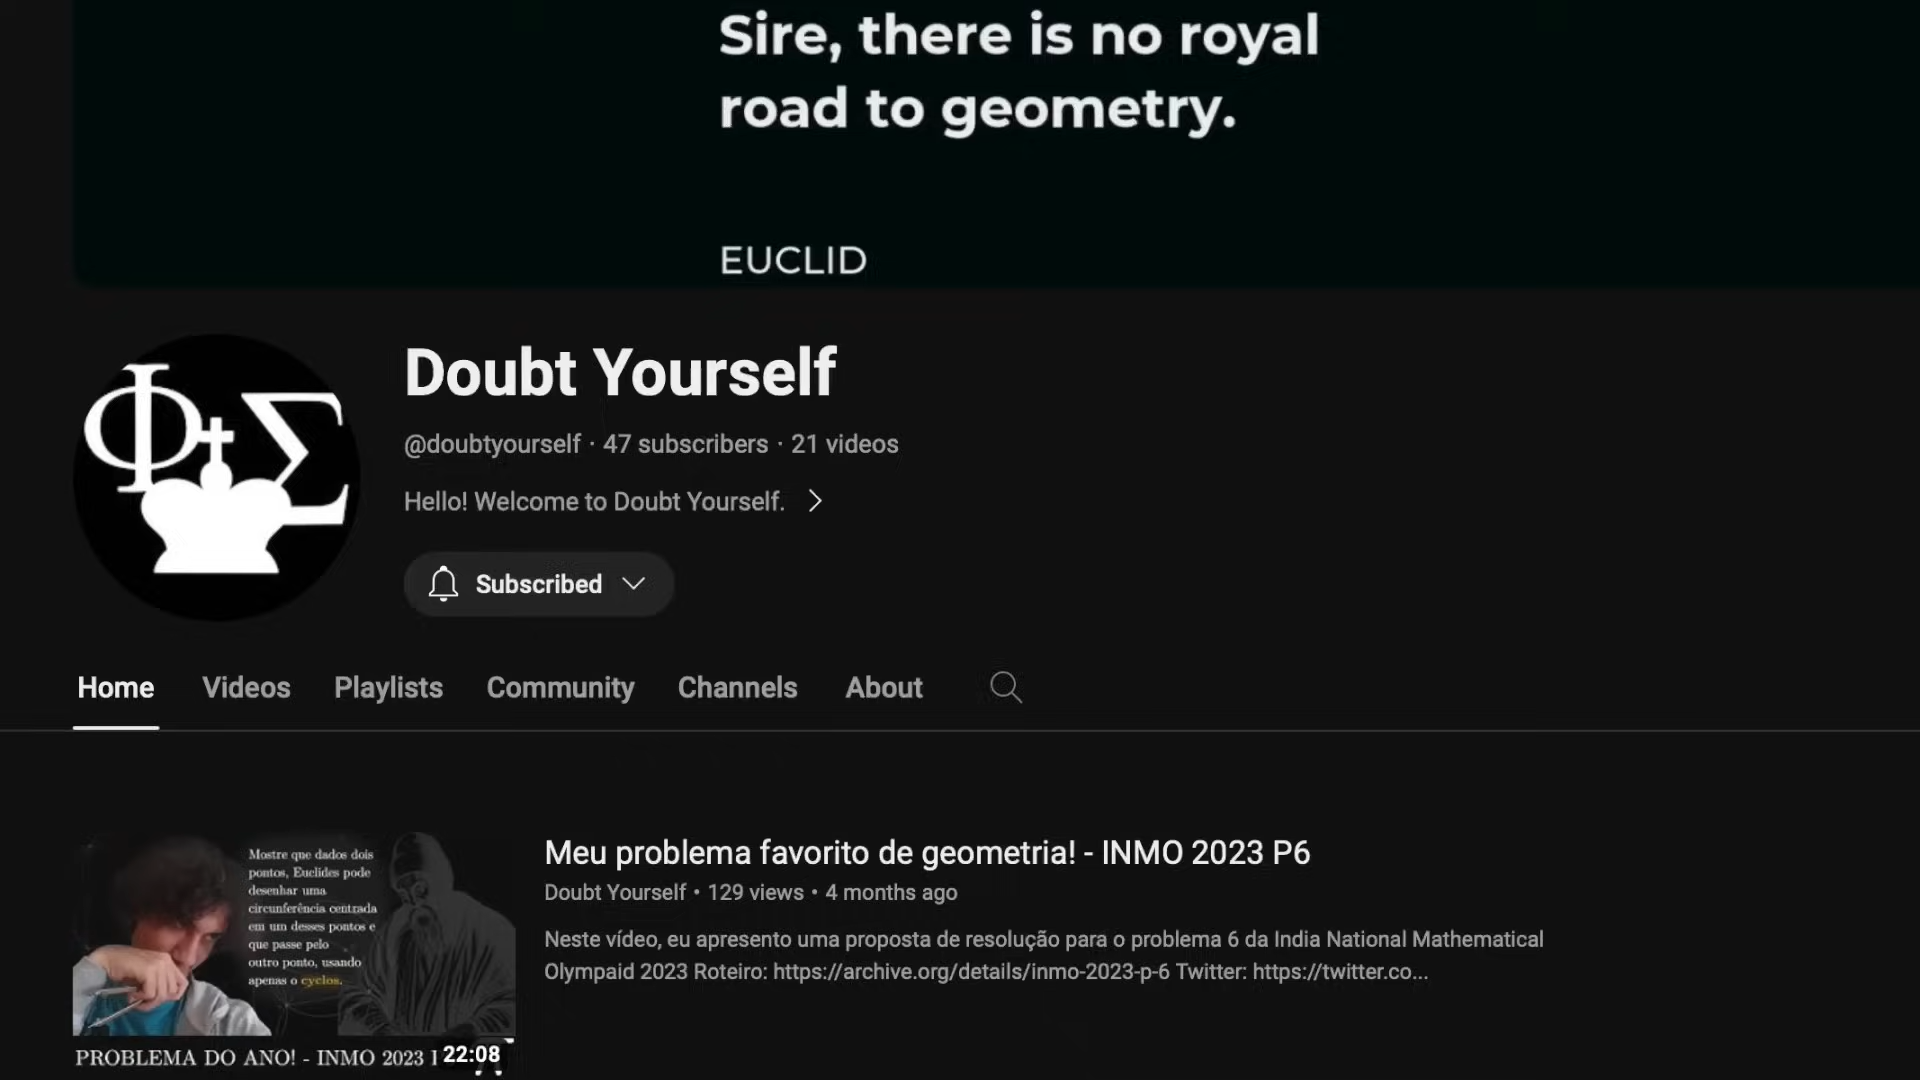 Sire, there is no royal
road to geometry.
EUCLID
ΦΣ
Doubt Yourself
@doubtyourself · 47 subscribers · 21 videos
Hello! Welcome to Doubt Yourself.
Subscribed
Home Videos Playlists Community Channels About
Mostre que dados dois
pontos, Euclides pode
desenhar uma
circunferência centrada
em um desses pontos e
que passe pelo
outro ponto, usando
apenas o cyclos.
PROBLEMA DO ANO! - INMO 2023
22:08
Meu problema favorito de geometria! - INMO 2023 P6
Doubt Yourself • 129 views • 4 months ago
Neste vídeo, eu apresento uma proposta de resolução para o problema 6 da India National Mathematical
Olympaid 2023 Roteiro: https://archive.org/details/inmo-2023-p-6 Twitter: https://twitter.co...